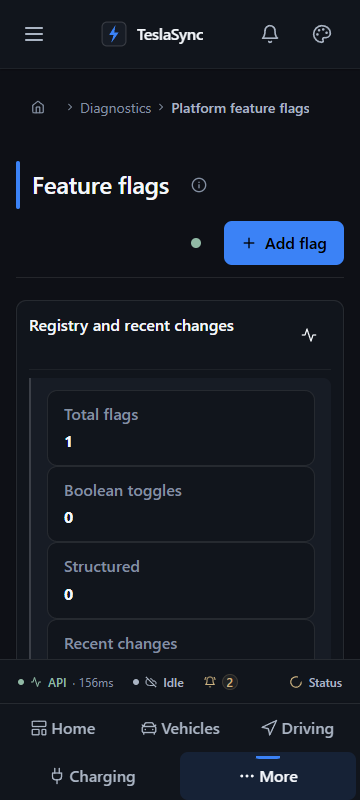 TeslaSync
Diagnostics Platform feature flags
Feature flags
Add flag
Registry and recent changes
Total flags
1
Boolean toggles
0
Structured
0
Recent changes
API · 156ms Idle 2 Status
Home Vehicles Driving
Charging More